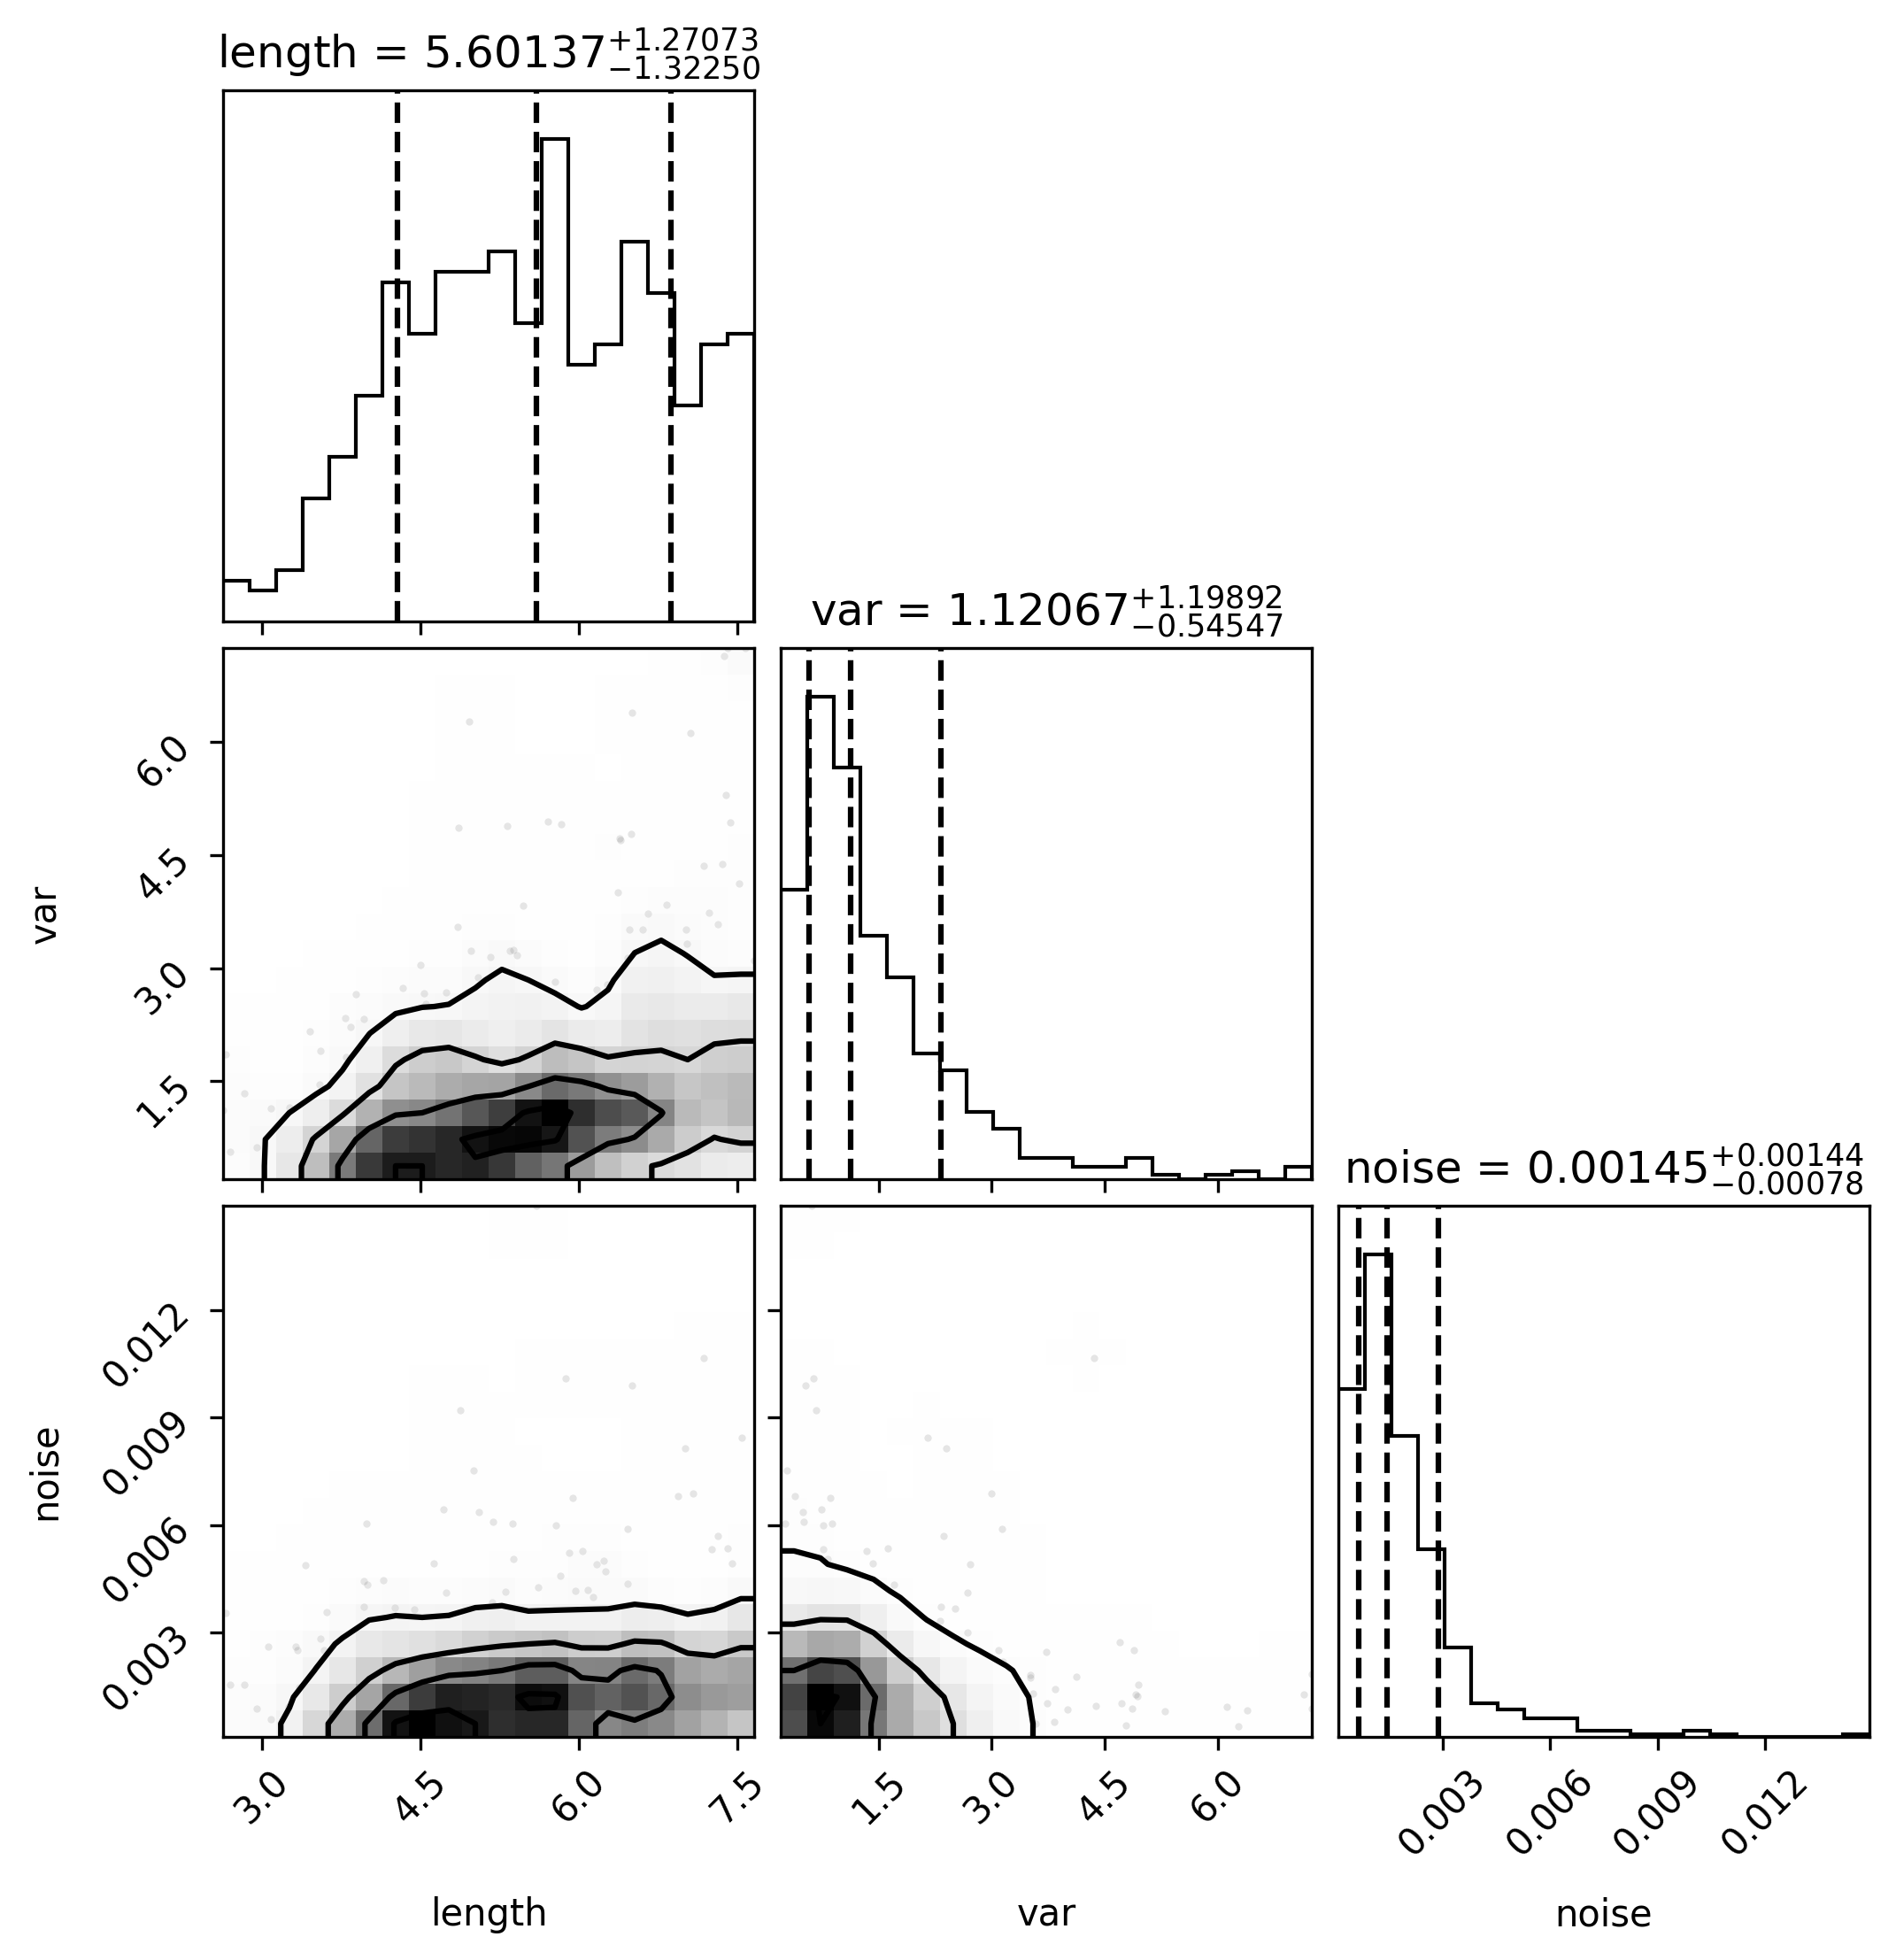 length = 5.60137+1.27073−1.32250
var = 1.12067+1.19892−0.54547
6.0
4.5
3.0
1.5
var
noise = 0.00145+0.00144−0.00078
0.012
0.009
0.006
0.003
noise
3.0 4.5 6.0 7.5 1.5 3.0 4.5 6.0 0.003 0.006 0.009 0.012
length var noise